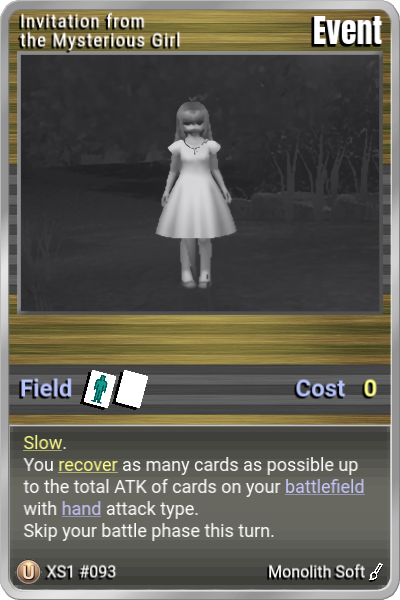 Invitation from
the Mysterious Girl
Event
Field
Cost 0
Slow.
You recover as many cards as possible up
to the total ATK of cards on your battlefield
with hand attack type.
Skip your battle phase this turn.
U XS1 #093
Monolith Soft